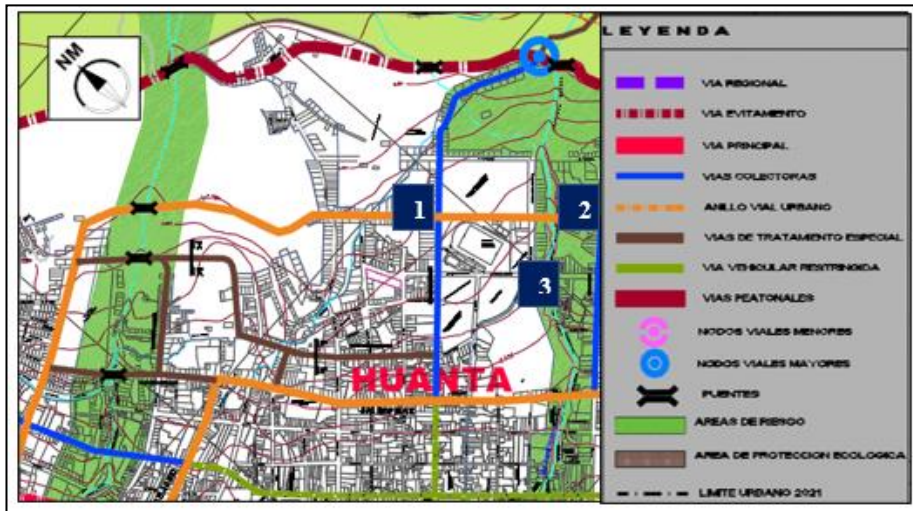 NM
1
2
3
HUANTA
LEYENDA
VIA REGIONAL
VIA EVITAMIENTO
VIA PRINCIPAL
VIAS COLECTORAS
ANILLO VIAL URBANO
VIAS DE TRATAMIENTO ESPECIAL
VIA VEHICULAR RESTRINGIDA
VIAS PEATONALES
NODOS VIALES MENORES
NODOS VIALES MAYORES
PUENTES
AREAS DE RIESGO
AREA DE PROTECCION ECOLOGICA
LIMITE URBANO 2021